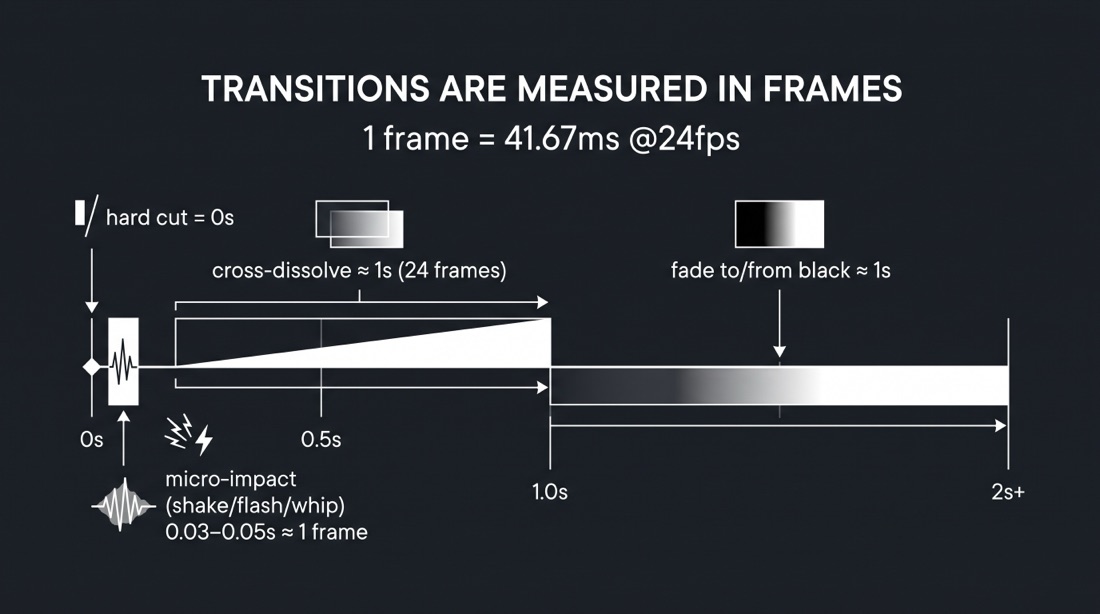 TRANSITIONS ARE MEASURED IN FRAMES
1 frame = 41.67ms @24fps
hard cut = 0s
cross-dissolve ≈ 1s (24 frames)
fade to/from black ≈ 1s
0s
0.5s
1.0s
2s+
micro-impact
(shake/flash/whip)
0.03–0.05s ≈ 1 frame